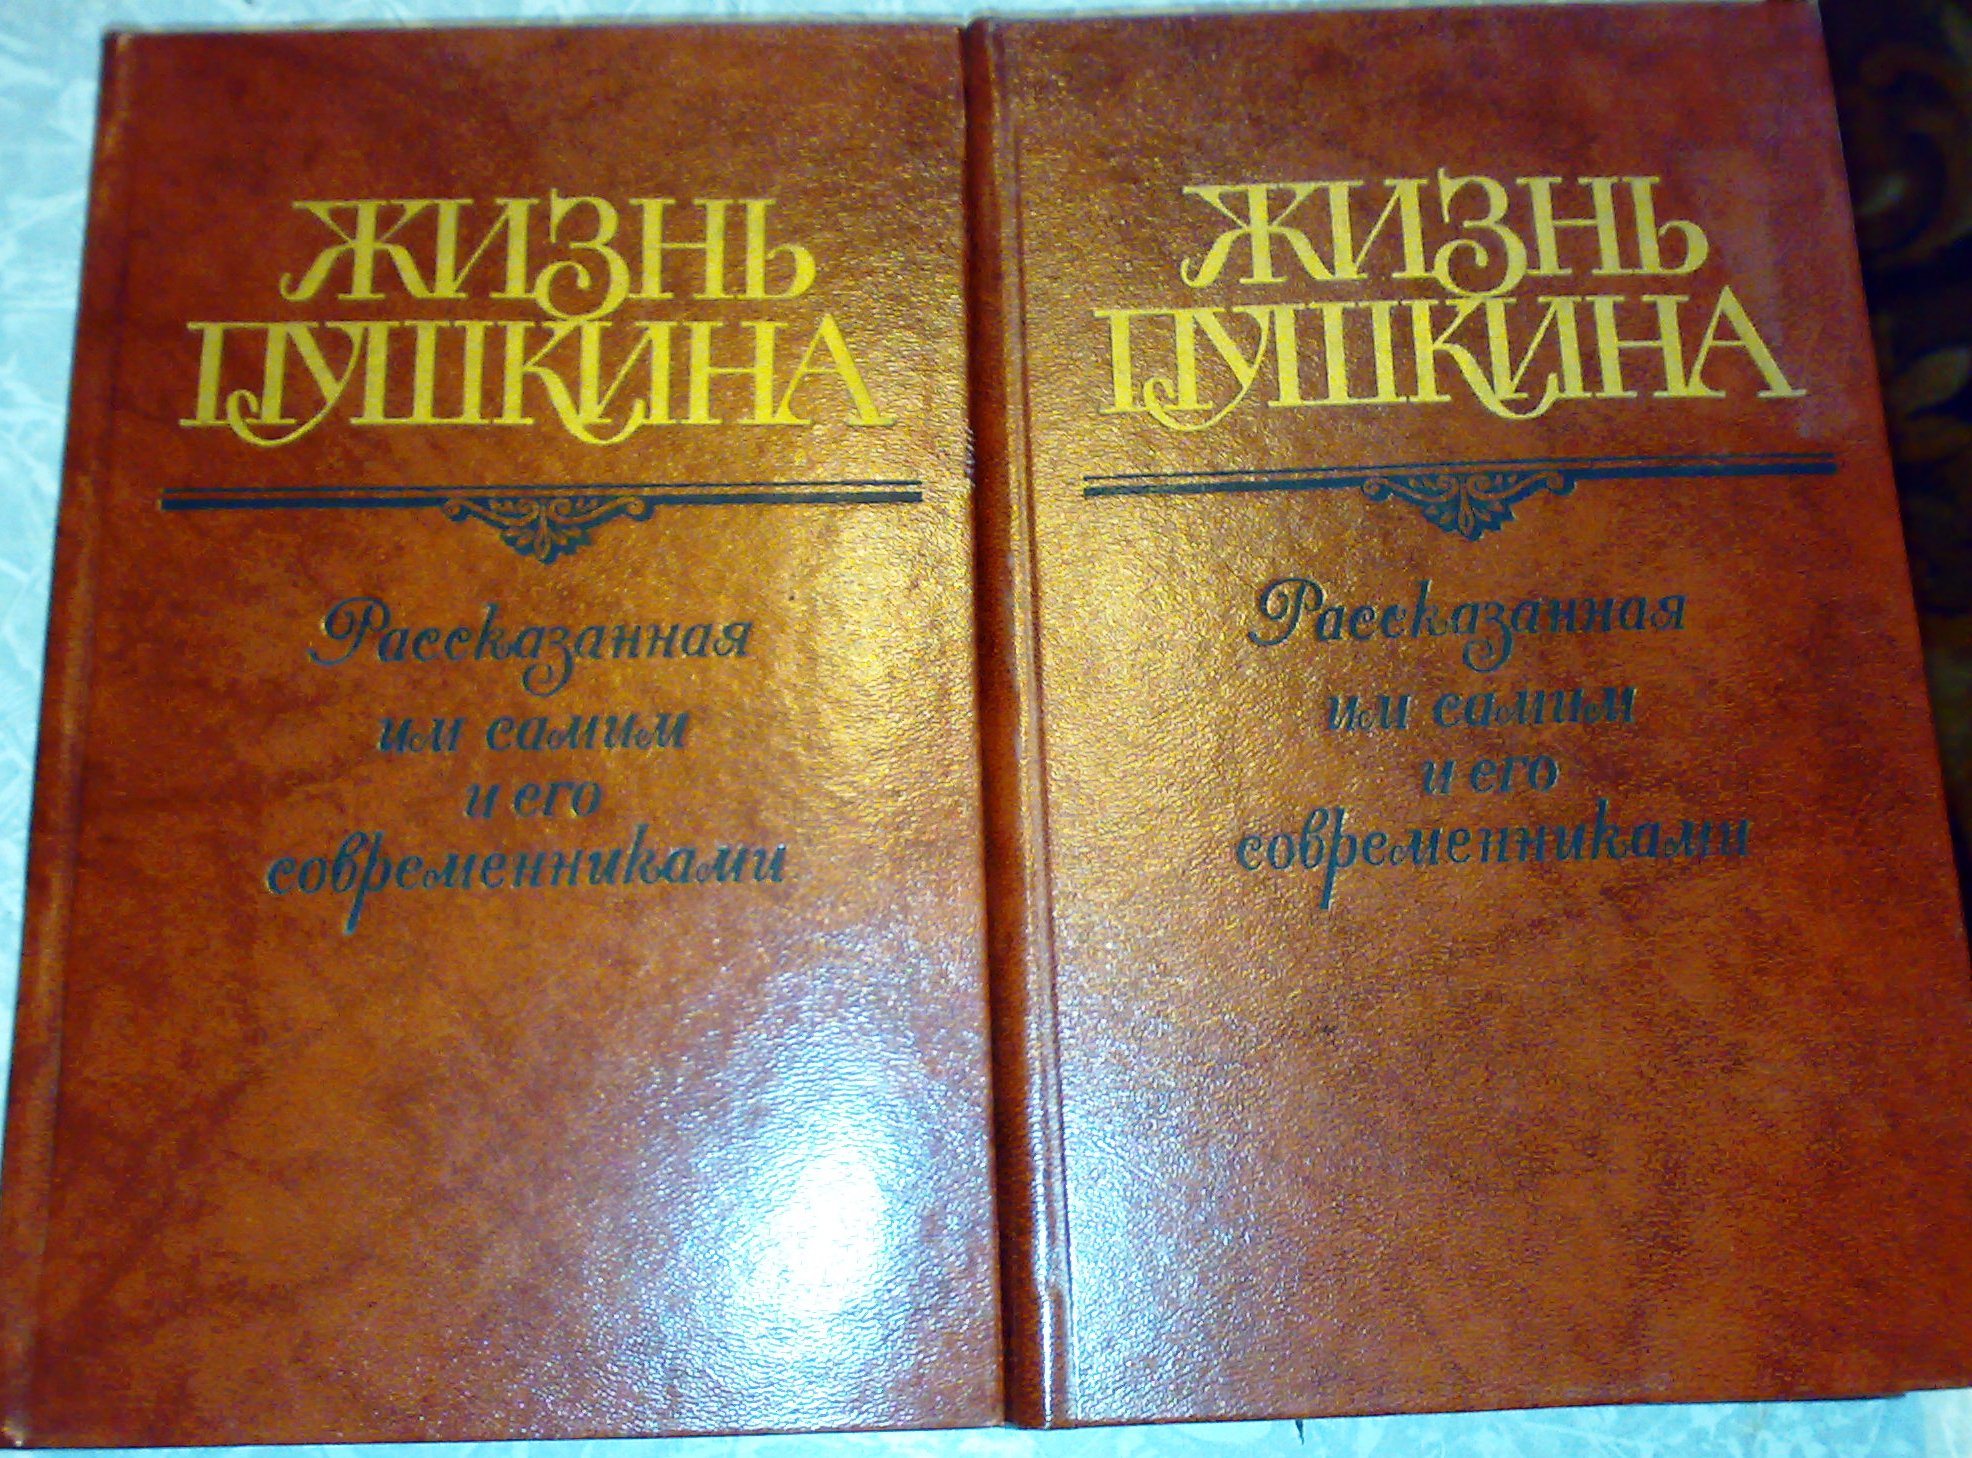 ЖИЗНЬ
ПУШКИНА
Рассказанная
им самим
и его
современниками
ЖИЗНЬ
ПУШКИНА
Рассказанная
им самим
и его
современниками